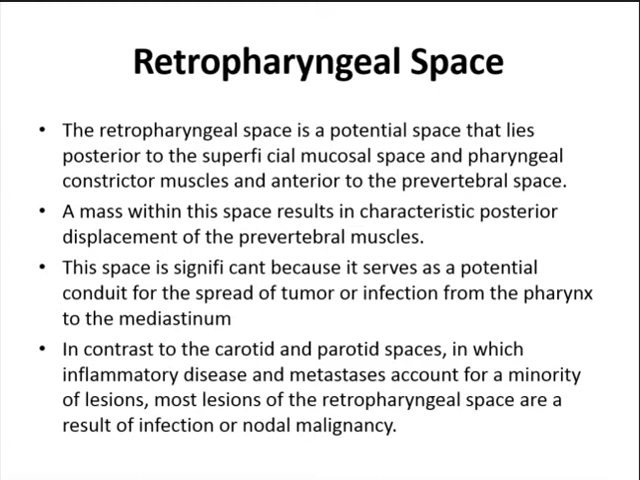 Retropharyngeal Space
• The retropharyngeal space is a potential space that lies
posterior to the superfi cial mucosal space and pharyngeal
constrictor muscles and anterior to the prevertebral space.
• A mass within this space results in characteristic posterior
displacement of the prevertebral muscles.
• This space is signifi cant because it serves as a potential
conduit for the spread of tumor or infection from the pharynx
to the mediastinum
• In contrast to the carotid and parotid spaces, in which
inflammatory disease and metastases account for a minority
of lesions, most lesions of the retropharyngeal space are a
result of infection or nodal malignancy.